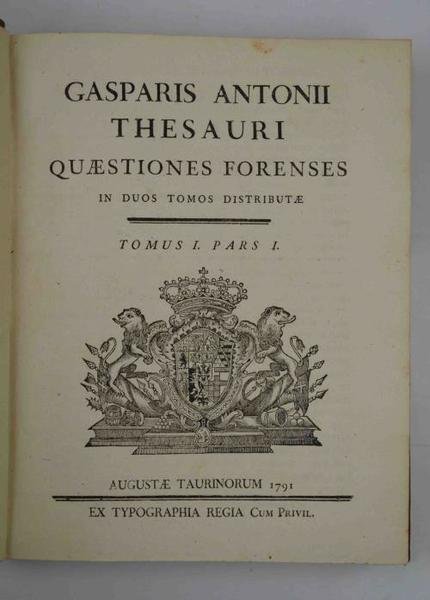 GASPARIS ANTONII
THESAURI
QUÆSTIONES FORENSES
IN DUOS TOMOS DISTRIBUTÆ
TOMUS I. PARS I.
AUGUSTÆ TAURINORUM 1791
EX TYPOGRAPHIA REGIA CUM PRIVIL.